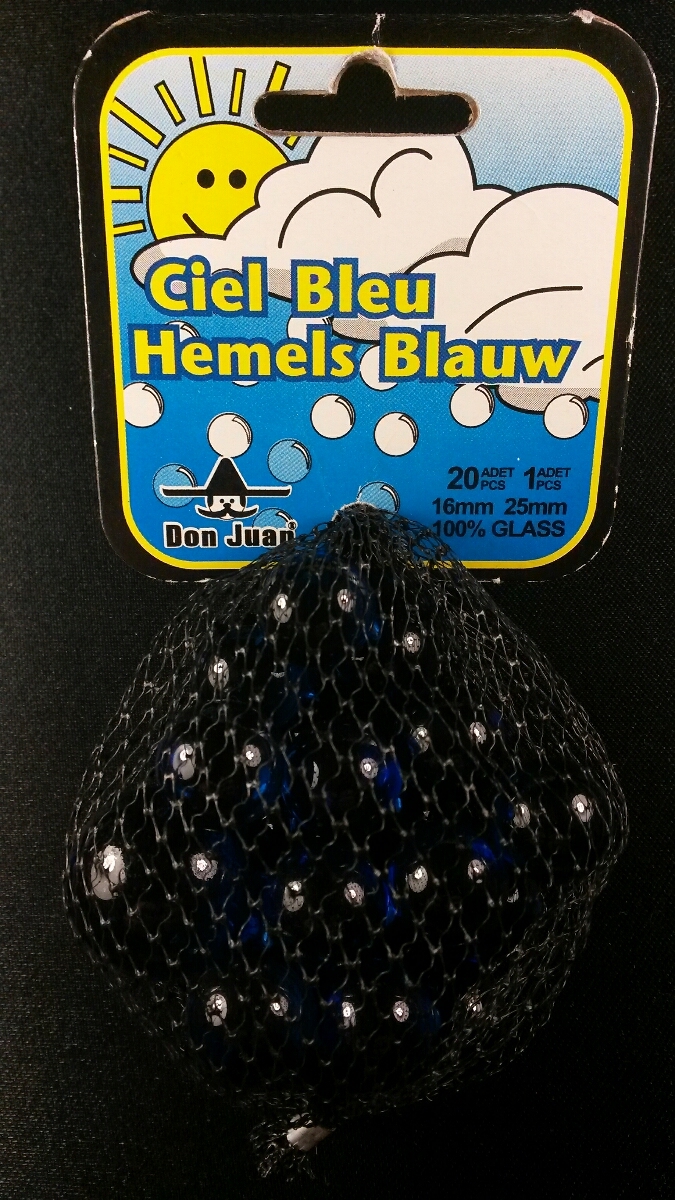 Ciel Bleu
Hemels Blauw
20 ADET PCS 1 ADET PCS
16mm 25mm
100% GLASS
Don Juan®